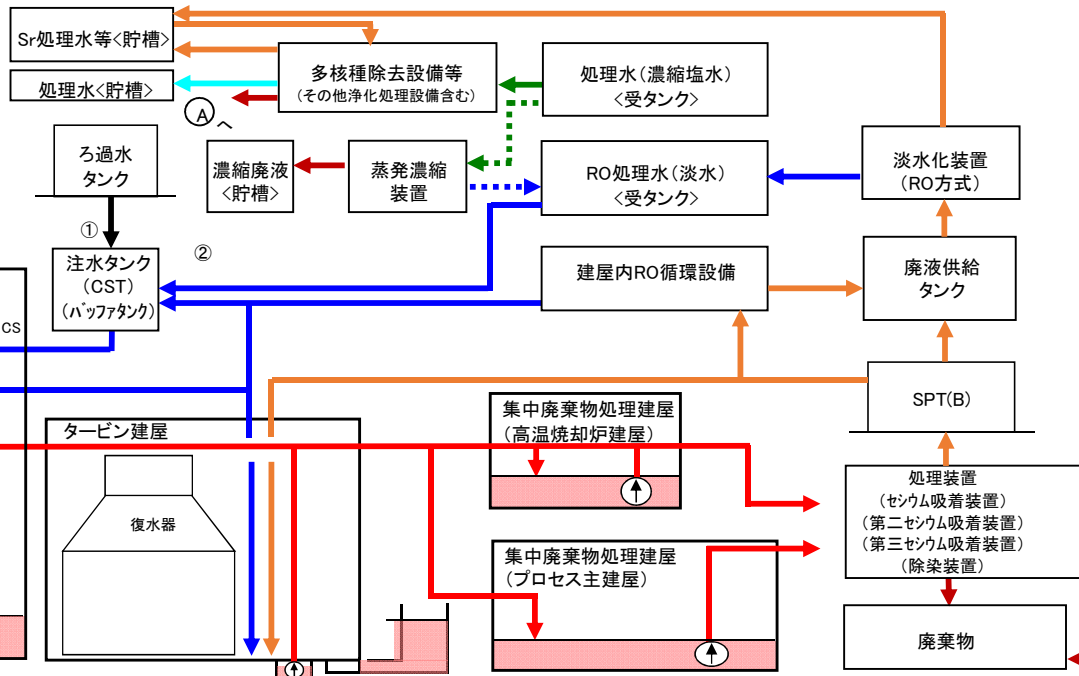 Sr処理水等<貯槽>
処理水<貯槽>
多核種除去設備等
(その他浄化処理設備含む)
処理水(濃縮塩水)
<受タンク>
A
へ
ろ過水
タンク
濃縮廃液
<貯槽>
蒸発濃縮
装置
RO処理水(淡水)
<受タンク>
淡水化装置
(RO方式)
①
②
注水タンク
(CST)
(バッファタンク)
建屋内RO循環設備
廃液供給
タンク
CS
SPT(B)
タービン建屋
復水器
集中廃棄物処理建屋
(高温焼却炉建屋)
集中廃棄物処理建屋
(プロセス主建屋)
処理装置
(セシウム吸着装置)
(第二セシウム吸着装置)
(第三セシウム吸着装置)
(除染装置)
廃棄物